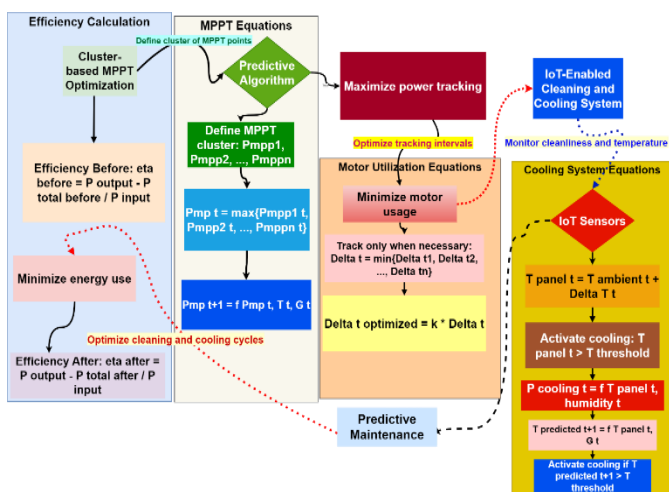 Efficiency Calculation
Cluster-
based MPPT
Optimization
Efficiency Before: eta
before = P output - P
total before / P input
Minimize energy use
Efficiency After: eta after =
P output - P total after / P
input
Define cluster of MPPT points
MPPT Equations
Predictive
Algorithm
Define MPPT
cluster: Pmpp1,
Pmpp2, ..., Pmppn
Pmp t = max{Pmpp1 t,
Pmpp2 t, ..., Pmppn t}
Pmp t+1 = f Pmp t, T t, G t
Optimize cleaning and cooling cycles
Maximize power tracking
Optimize tracking intervals
Motor Utilization Equations
Minimize motor
usage
Track only when necessary:
Delta t = min{Delta t1, Delta t2,
..., Delta tn}
Delta t optimized = k * Delta t
Predictive
Maintenance
IoT-Enabled
Cleaning and
Cooling System
Monitor cleanliness and temperature
Cooling System Equations
IoT Sensors
T panel t = T ambient t +
Delta T t
Activate cooling: T
panel t > T threshold
P cooling t = f T panel t,
humidity t
T predicted t+1 = f T panel t,
G t
Activate cooling if T
predicted t+1 > T
threshold